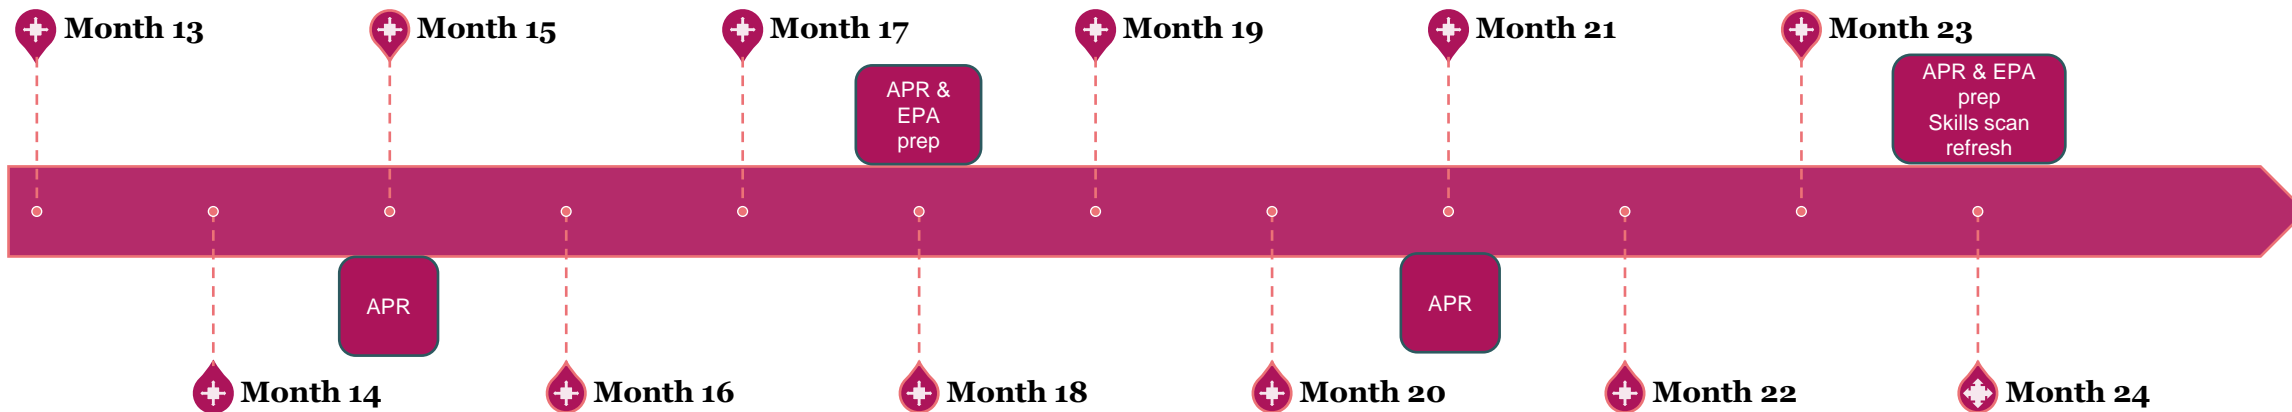 Month 13
Month 15
Month 17
Month 19
Month 21
Month 23
APR &
EPA
prep
APR & EPA
prep
Skills scan
refresh
APR
APR
Month 14
Month 16
Month 18
Month 20
Month 22
Month 24